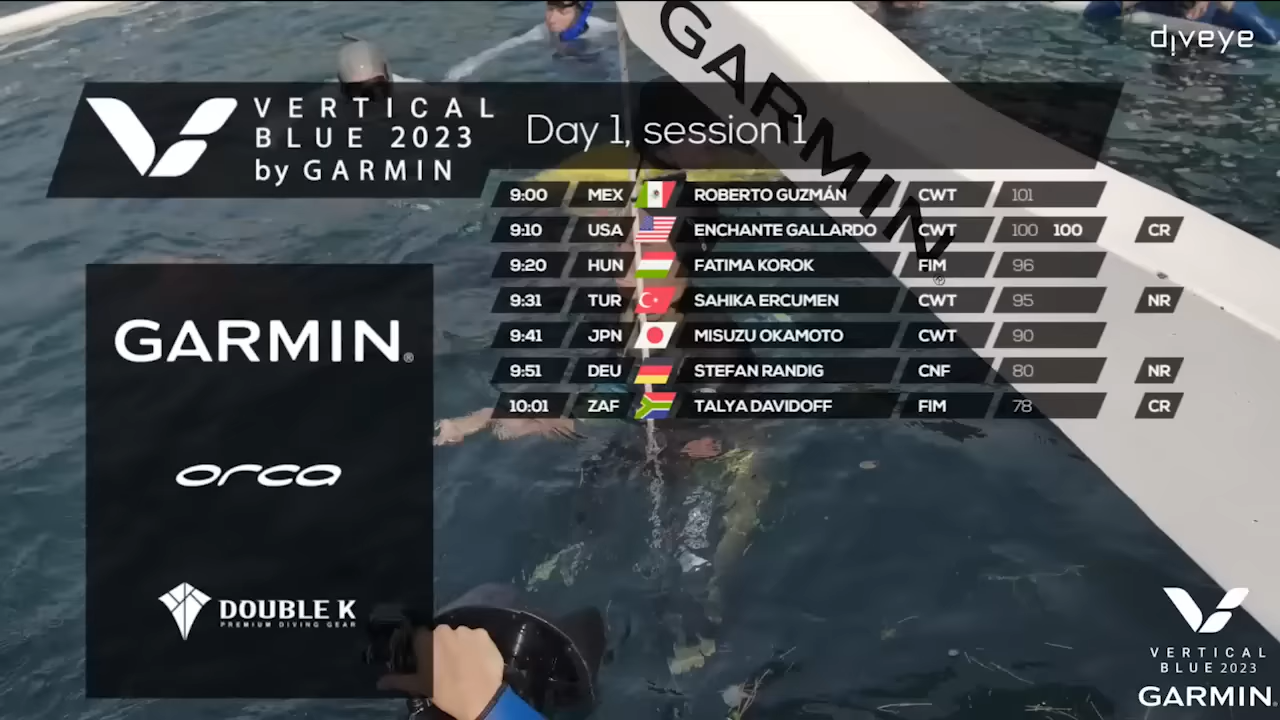 GARMIN®
diveye
VERTICAL
BLUE 2023
by GARMIN
Day 1, session 1
9:00 MEX ROBERTO GUZMÁN CWT 101
9:10 USA ENCHANTE GALLARDO CWT 100 100 CR
9:20 HUN FATIMA KOROK FIM 96
9:31 TUR SAHIKA ERCUMEN CWT 95 NR
9:41 JPN MISUZU OKAMOTO CWT 90
9:51 DEU STEFAN RANDIG CNF 80 NR
10:01 ZAF TALYA DAVIDOFF FIM 78 CR
GARMIN®
orca
DOUBLE K
PREMIUM DIVING GEAR
VERTICAL
BLUE 2023
GARMIN